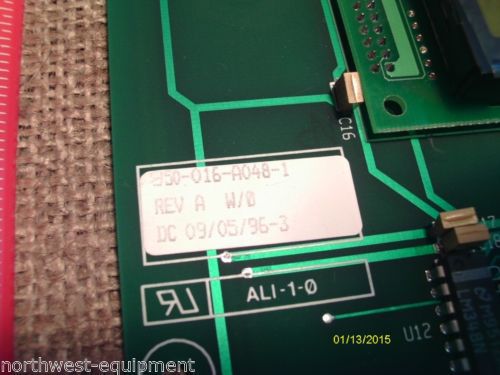 C16
950-016-A048-1
REV A W/0
DC 09/05/96-3
ALI-1-0
U12
LM348N
01/13/2015
northwest-equipment